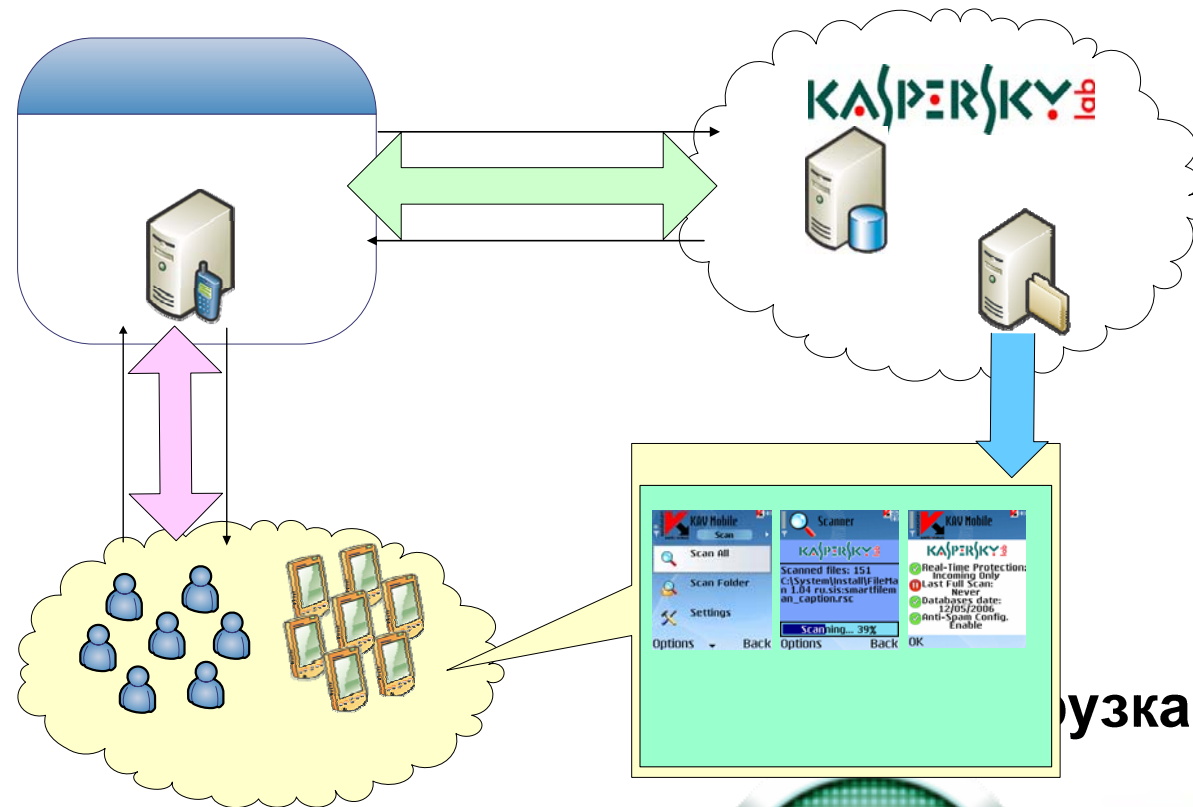 KASPERSKY lab
KAV Mobile
Scan
Scan All
Scan Folder
Settings
Options
Back
Scanner
KASPERSKY lab
Scanned files: 151
C:\System\Install\FileMa
n 1.04 ru.sis:smartfilem
an_caption.rsc
Scanning... 39%
Options
Back
KAV Mobile
KASPERSKY lab
Real-Time Protection:
Incoming Only
Last Full Scan:
Never
Databases date:
12/05/2006
Anti-Spam Config.
Enable
OK
рузка